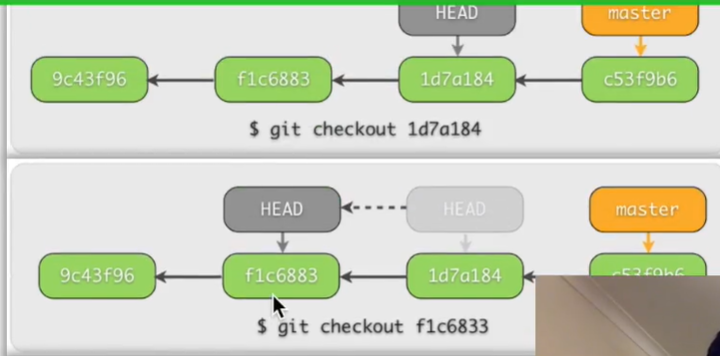 HEAD master
9c43f96 f1c6883 1d7a184 c53f9b6
$ git checkout 1d7a184
HEAD HEAD master
9c43f96 f1c6883 1d7a184 c53f9b6
$ git checkout f1c6833